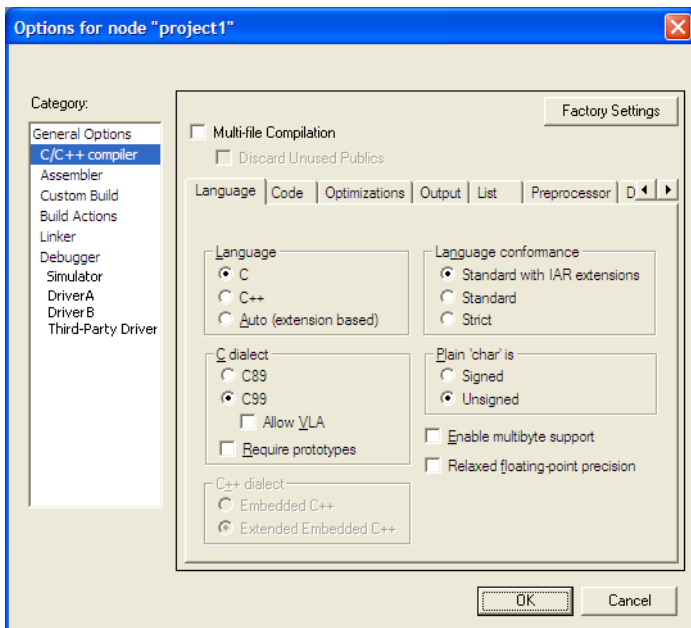 Options for node "project1"
Category:
General Options
C/C++ compiler
Assembler
Custom Build
Build Actions
Linker
Debugger
Simulator
DriverA
DriverB
Third-Party Driver
Factory Settings
Multi-file Compilation
Discard Unused Publics
Language Code Optimizations Output List Preprocessor D
Language
C
C++
Auto (extension based)
Language conformance
Standard with IAR extensions
Standard
Strict
C dialect
C89
C99
Allow VLA
Require prototypes
Plain 'char' is
Signed
Unsigned
Enable multibyte support
Relaxed floating-point precision
C++ dialect
Embedded C++
Extended Embedded C++
OK Cancel